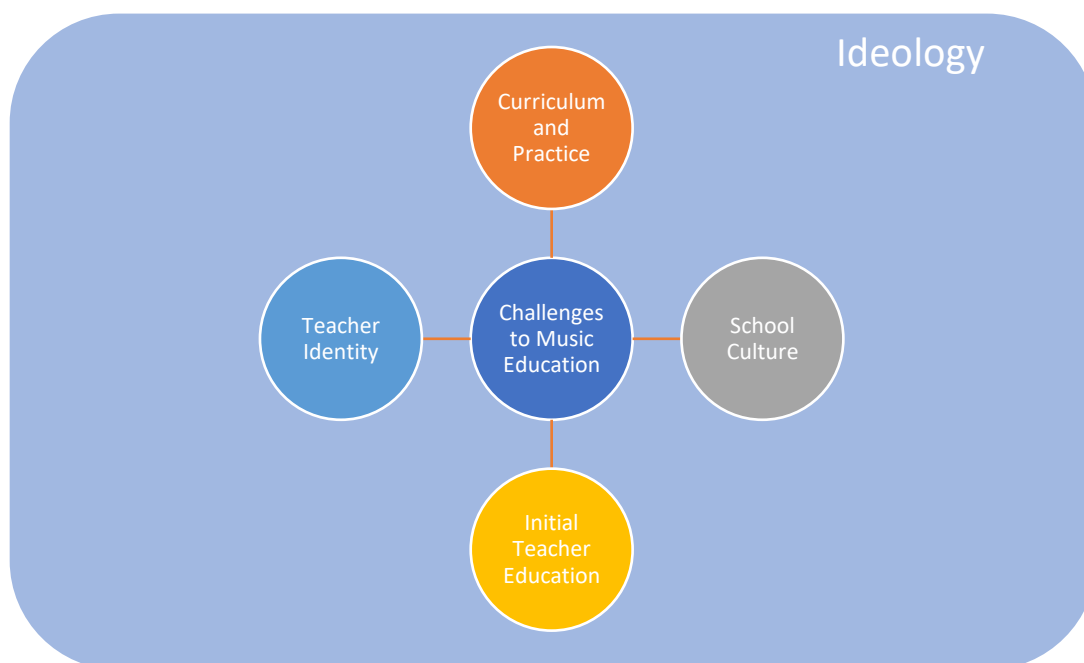 Ideology
Curriculum
and
Practice
Teacher
Identity
Challenges
to Music
Education
School
Culture
Initial
Teacher
Education